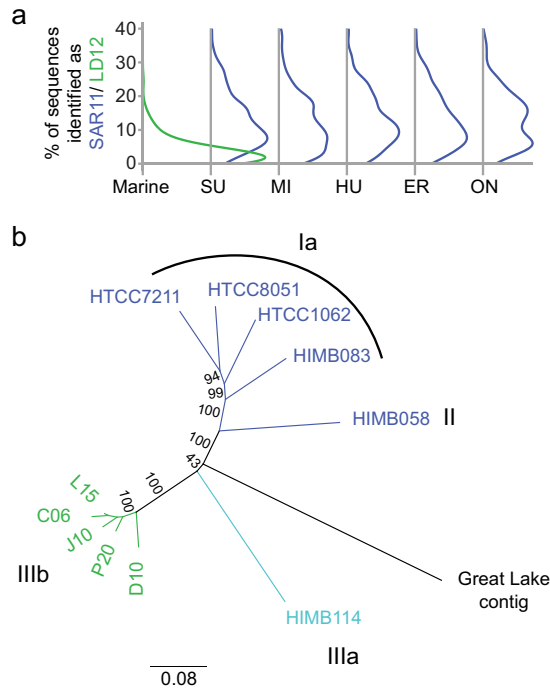 a
% of sequences
identified as
SAR11/ LD12
40
30
20
10
0
Marine
SU
MI
HU
ER
ON
b
Ia
HTCC7211
HTCC8051
HTCC1062
HIMB083
94
99
100
HIMB058
II
100
43
100
100
L15
C06
J10
P20
D10
IIIb
Great Lake
contig
HIMB114
IIIa
0.08